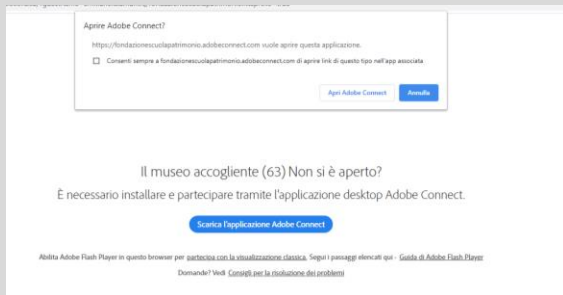 Aprire Adobe Connect?
https://fondazionescuolapatrimonio.adobeconnect.com vuole aprire questa applicazione.
Consenti sempre a fondazionescuolapatrimonio.adobeconnect.com di aprire link di questo tipo nell'app associata
Apri Adobe Connect Annulla
Il museo accogliente (63) Non si è aperto?
È necessario installare e partecipare tramite l'applicazione desktop Adobe Connect.
Scarica l'applicazione Adobe Connect
Abilita Adobe Flash Player in questo browser per partecipa con la visualizzazione classica. Segui i passaggi elencati qui - Guida di Adobe Flash Player
Domande? Vedi Consigli per la risoluzione dei problemi